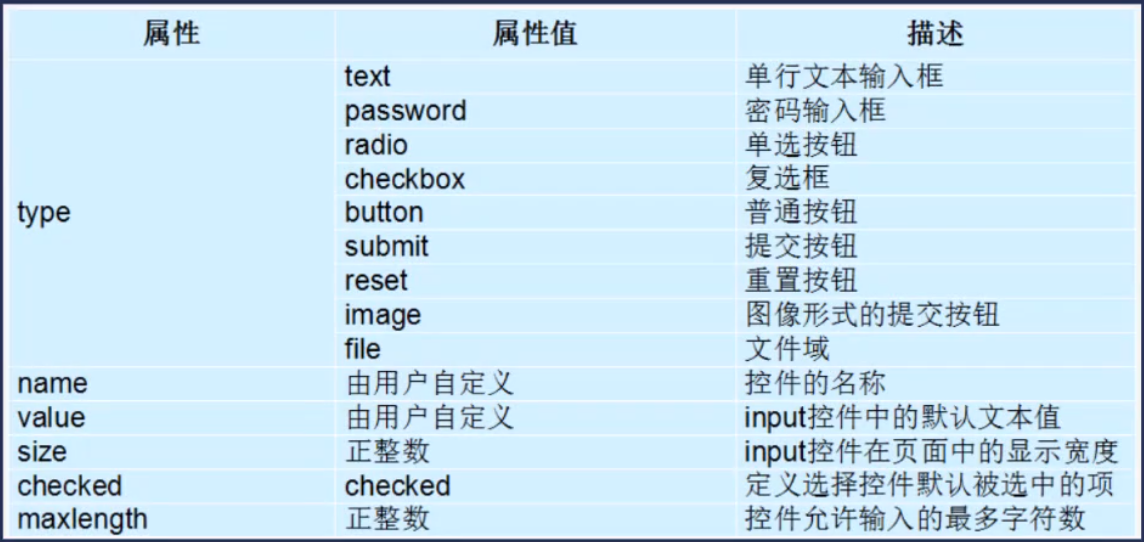 属性 属性值 描述
text 单行文本输入框
password 密码输入框
radio 单选按钮
checkbox 复选框
type button 普通按钮
submit 提交按钮
reset 重置按钮
image 图像形式的提交按钮
file 文件域
name 由用户自定义 控件的名称
value 由用户自定义 input控件中的默认文本值
size 正整数 input控件在页面中的显示宽度
checked checked 定义选择控件默认被选中的项
maxlength 正整数 控件允许输入的最多字符数